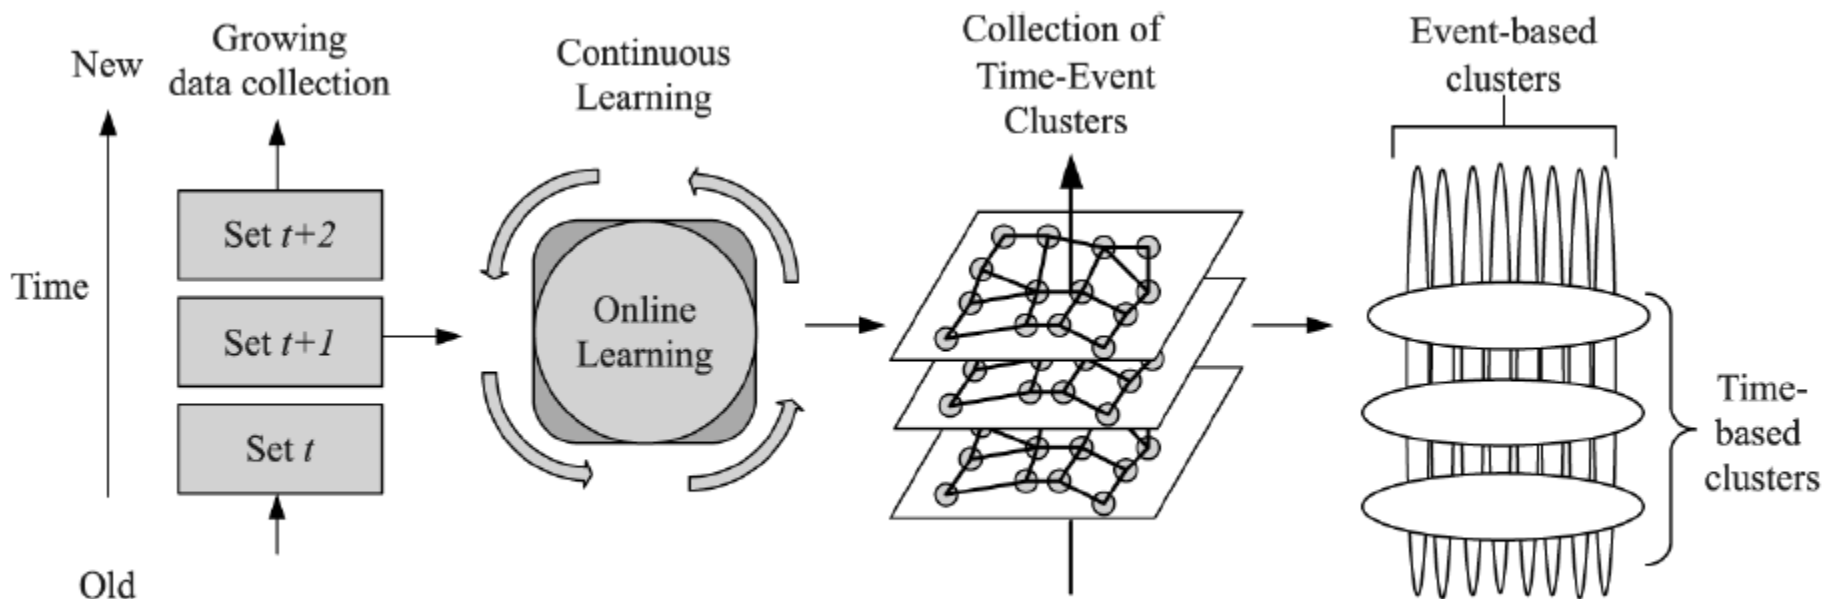 New
Time
Old
Growing
data collection
Set t+2
Set t+1
Set t
Continuous
Learning
Online
Learning
Collection of
Time-Event
Clusters
Event-based
clusters
Time-
based
clusters